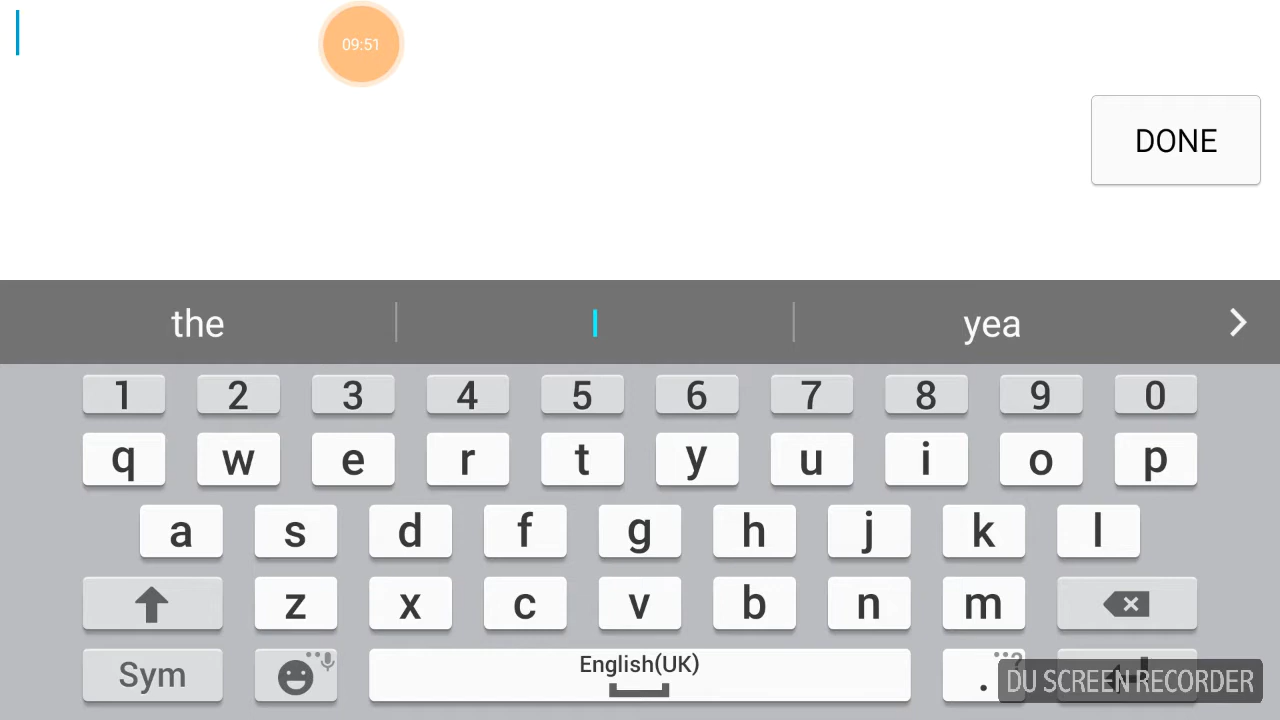 09:51
DONE
the I yea
1 2 3 4 5 6 7 8 9 0
q w e r t y u i o p
a s d f g h j k l
z x c v b n m
Sym English(UK) . ?
DU SCREEN RECORDER